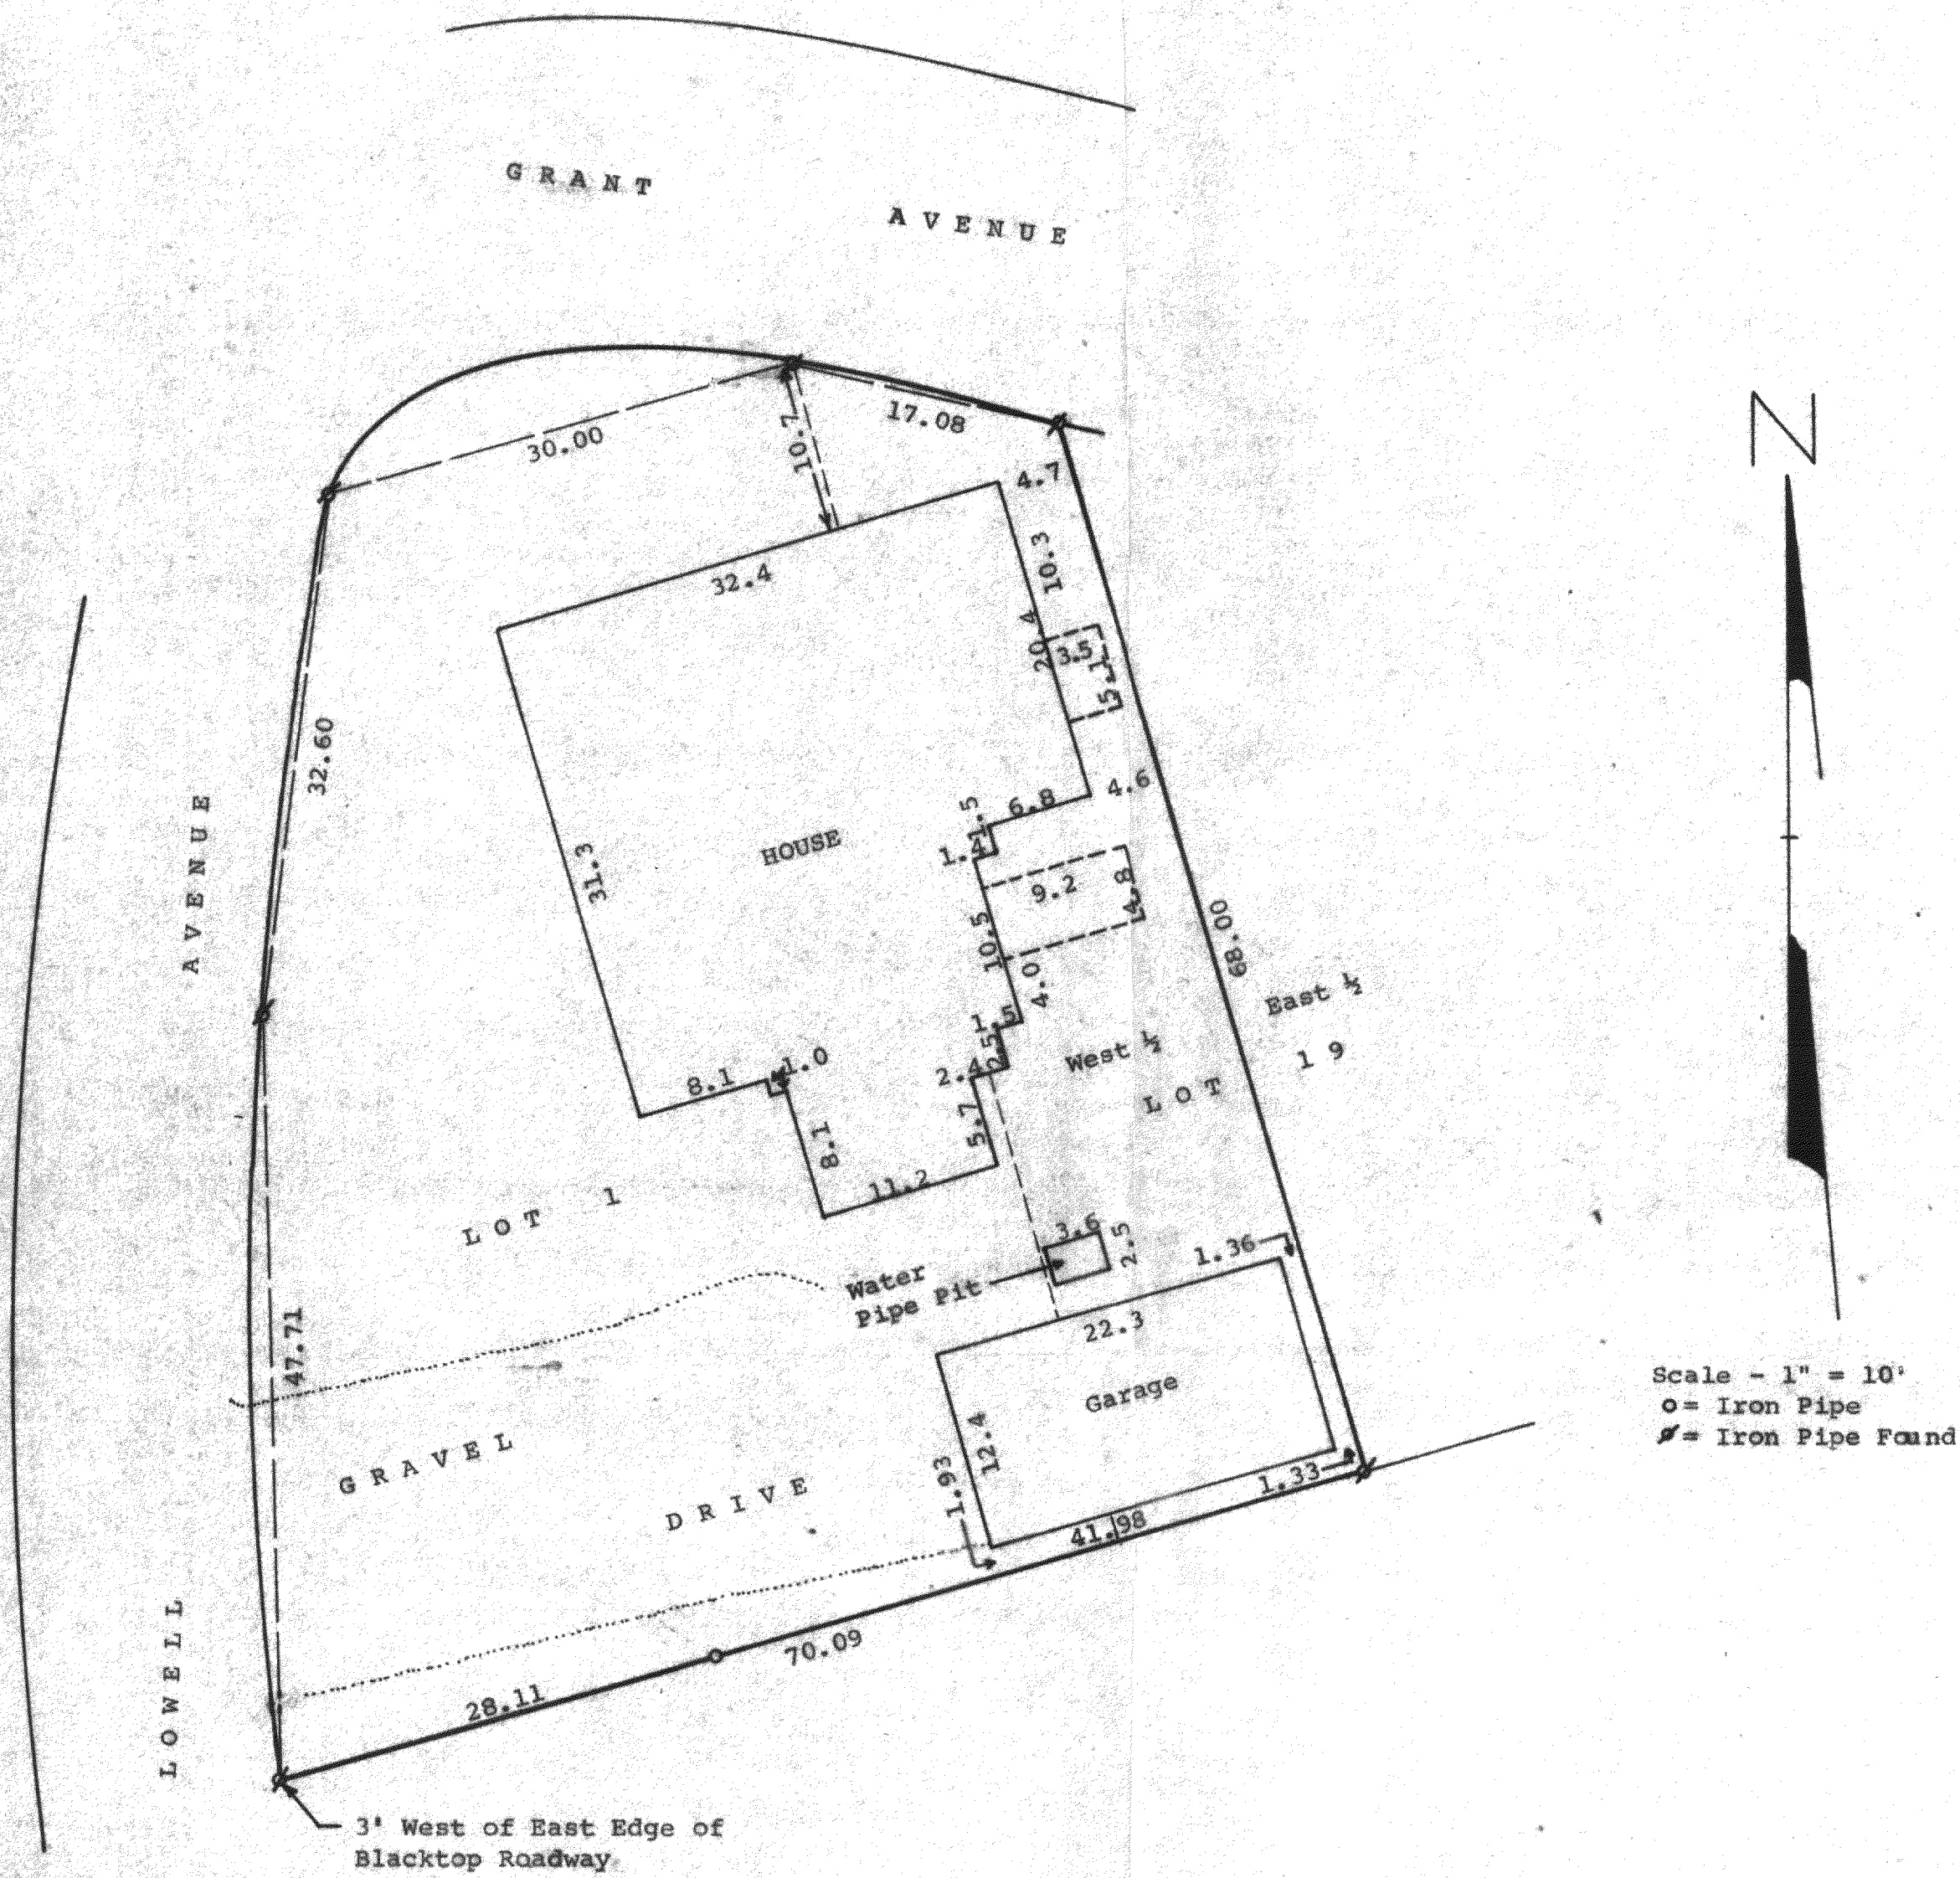 GRANT
AVENUE
30.00
10.7
17.08
4.7
32.4
10.3
20.4
3.5
5.1
32.60
AVENUE
HOUSE
31.3
1.5
6.8
4.6
1.4
9.2
4.8
10.5
4.0
68.00
East ½
1.5
2.5
West ½
19
8.1
1.0
2.4
LOT
5.7
8.1
11.2
LOT 1
3.6
2.5
1.36
Water
Pipe Pit
22.3
47.71
Garage
Scale - 1" = 10'
o = Iron Pipe
ø = Iron Pipe Found
GRAVEL
12.4
1.93
1.33
DRIVE
41.98
70.09
28.11
LOWELL
3' West of East Edge of
Blacktop Roadway
N